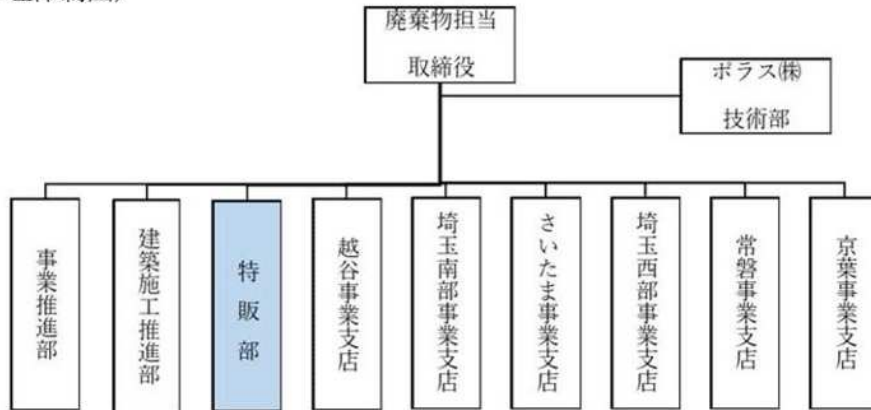 廃棄物担当
取締役
ポラス㈱
技術部
事業推進部
建築施工推進部
特販部
越谷事業支店
埼玉南部事業支店
さいたま事業支店
埼玉西部事業支店
常磐事業支店
京葉事業支店